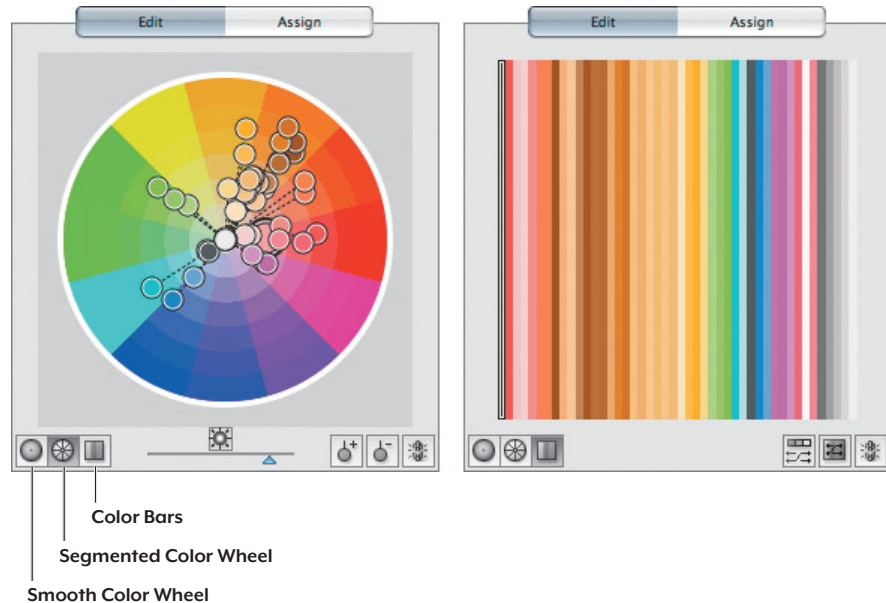 Edit Assign
Edit Assign
Color Bars
Segmented Color Wheel
Smooth Color Wheel